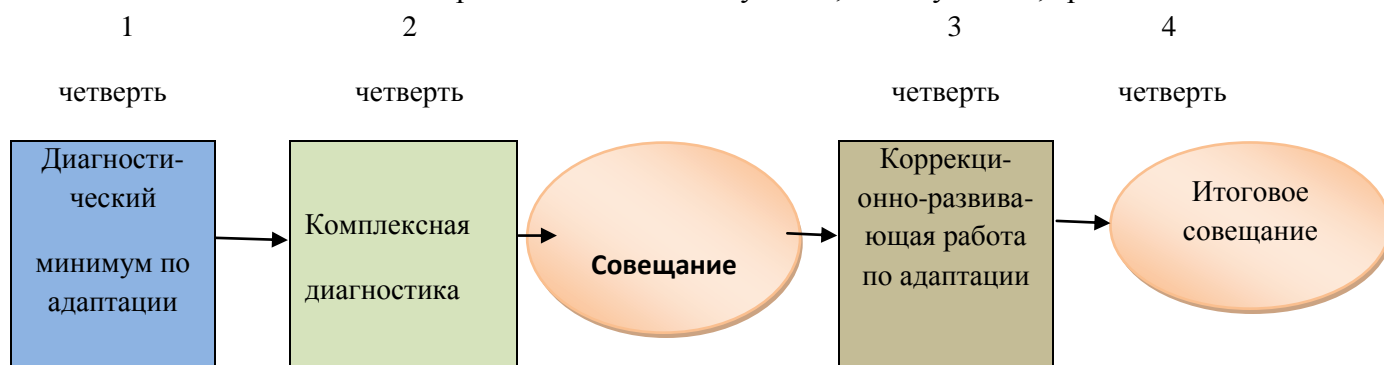 1 2 3 4
четверть четверть четверть четверть
Диагности-
ческий
минимум по
адаптации
Комплексная
диагностика
Совещание
Коррекци-
онно-развива-
ющая работа
по адаптации
Итоговое
совещание